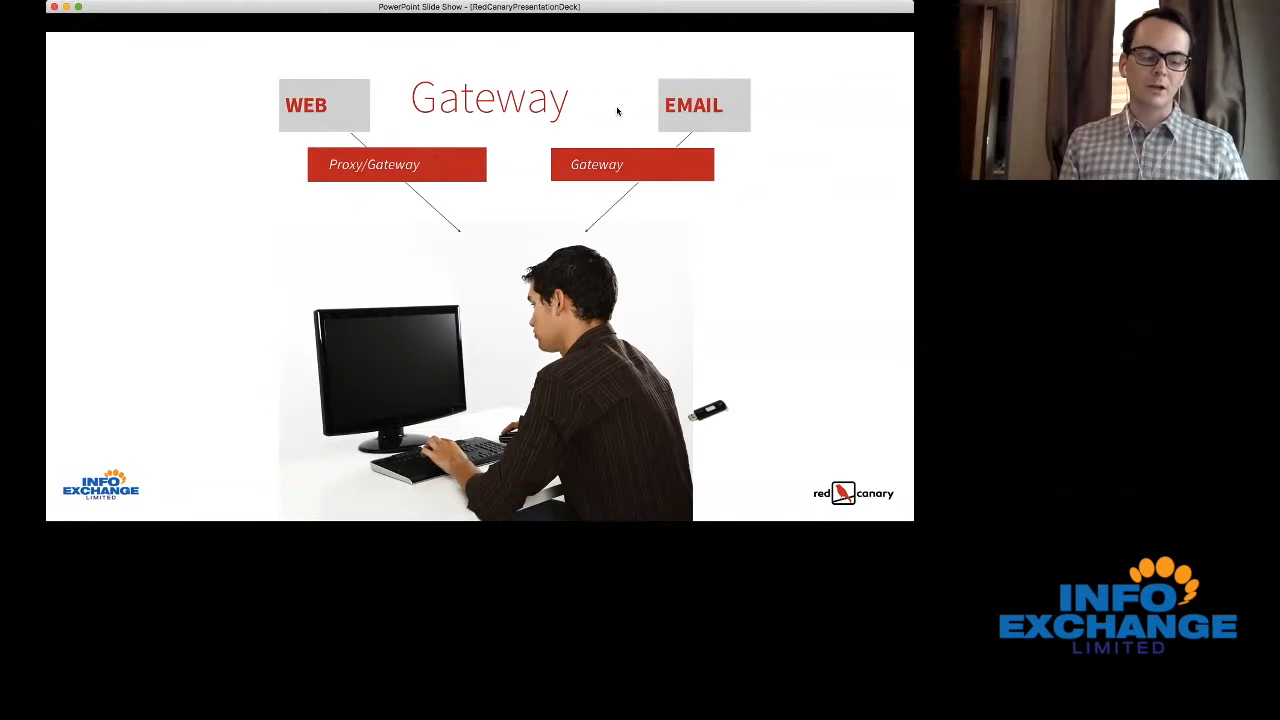 PowerPoint Slide Show - [RedCanaryPresentationDeck]
WEB
Gateway
EMAIL
Proxy/Gateway
Gateway
INFO
EXCHANGE
LIMITED
red canary
INFO
EXCHANGE
LIMITED